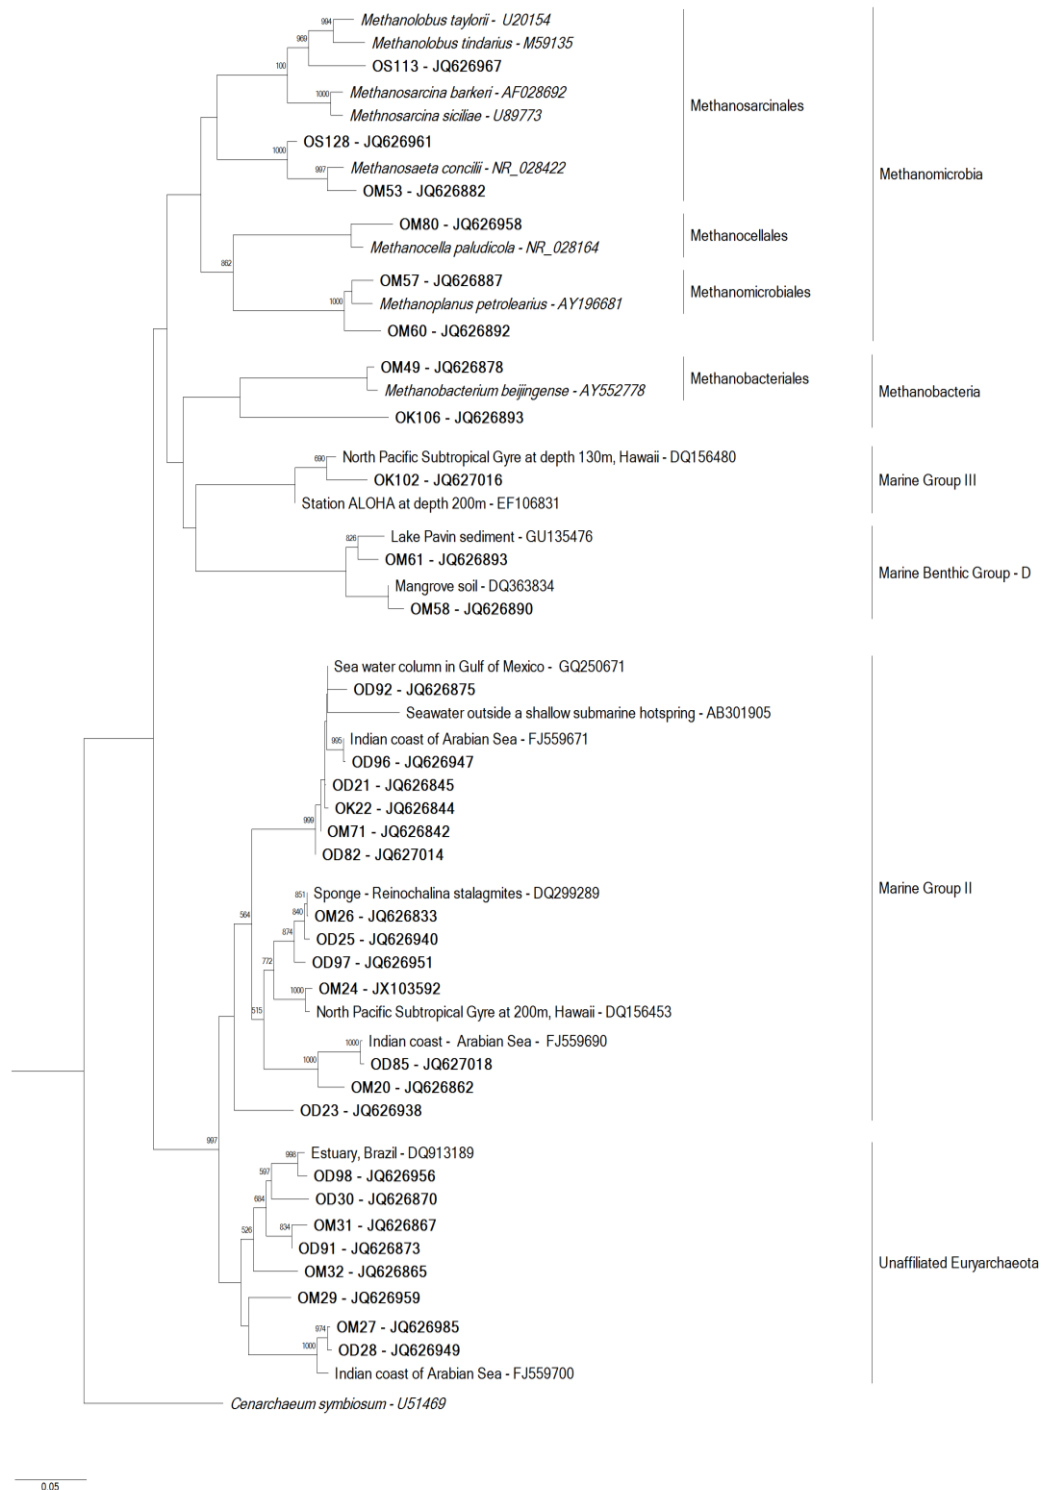 994
Methanolobus taylorii - U20154
969
Methanolobus tindarius - M59135
100
OS113 - JQ626967
1000
Methanosarcina barkeri - AF028692
Methanosarcinales
Methnosarcina siciliae - U89773
OS128 - JQ626961
1000
997
Methanosaeta concilii - NR_028422
Methanomicrobia
OM53 - JQ626882
OM80 - JQ626958
Methanocellales
Methanocella paludicola - NR_028164
862
OM57 - JQ626887
1000
Methanoplanus petrolearius - AY196681
Methanomicrobiales
OM60 - JQ626892
OM49 - JQ626878
Methanobacteriales
Methanobacterium beijingense - AY552778
Methanobacteria
OK106 - JQ626893
690
North Pacific Subtropical Gyre at depth 130m, Hawaii - DQ156480
OK102 - JQ627016
Marine Group III
Station ALOHA at depth 200m - EF106831
826
Lake Pavin sediment - GU135476
OM61 - JQ626893
Marine Benthic Group - D
Mangrove soil - DQ363834
OM58 - JQ626890
Sea water column in Gulf of Mexico - GQ250671
OD92 - JQ626875
Seawater outside a shallow submarine hotspring - AB301905
995
Indian coast of Arabian Sea - FJ559671
OD96 - JQ626947
OD21 - JQ626845
OK22 - JQ626844
999
OM71 - JQ626842
OD82 - JQ627014
Marine Group II
851
Sponge - Reinochalina stalagmites - DQ299289
840
OM26 - JQ626833
564
874
OD25 - JQ626940
772
OD97 - JQ626951
1000
OM24 - JX103592
515
North Pacific Subtropical Gyre at 200m, Hawaii - DQ156453
1000
Indian coast - Arabian Sea - FJ559690
1000
OD85 - JQ627018
OM20 - JQ626862
OD23 - JQ626938
997
998
Estuary, Brazil - DQ913189
597
OD98 - JQ626956
604
OD30 - JQ626870
526
834
OM31 - JQ626867
OD91 - JQ626873
Unaffiliated Euryarchaeota
OM32 - JQ626865
OM29 - JQ626959
974
OM27 - JQ626985
1000
OD28 - JQ626949
Indian coast of Arabian Sea - FJ559700
Cenarchaeum symbiosum - U51469
0.05